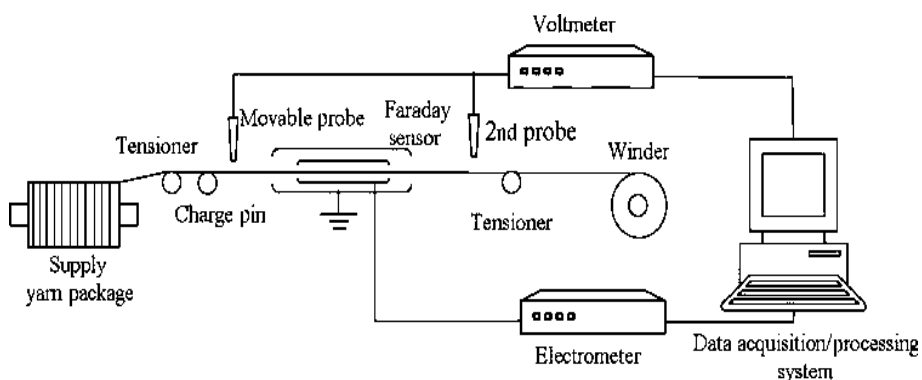 Voltmeter
Movable probe
Faraday
sensor
2nd probe
Tensioner
Winder
Charge pin
Tensioner
Supply
yarn package
Electrometer
Data acquisition/processing
system